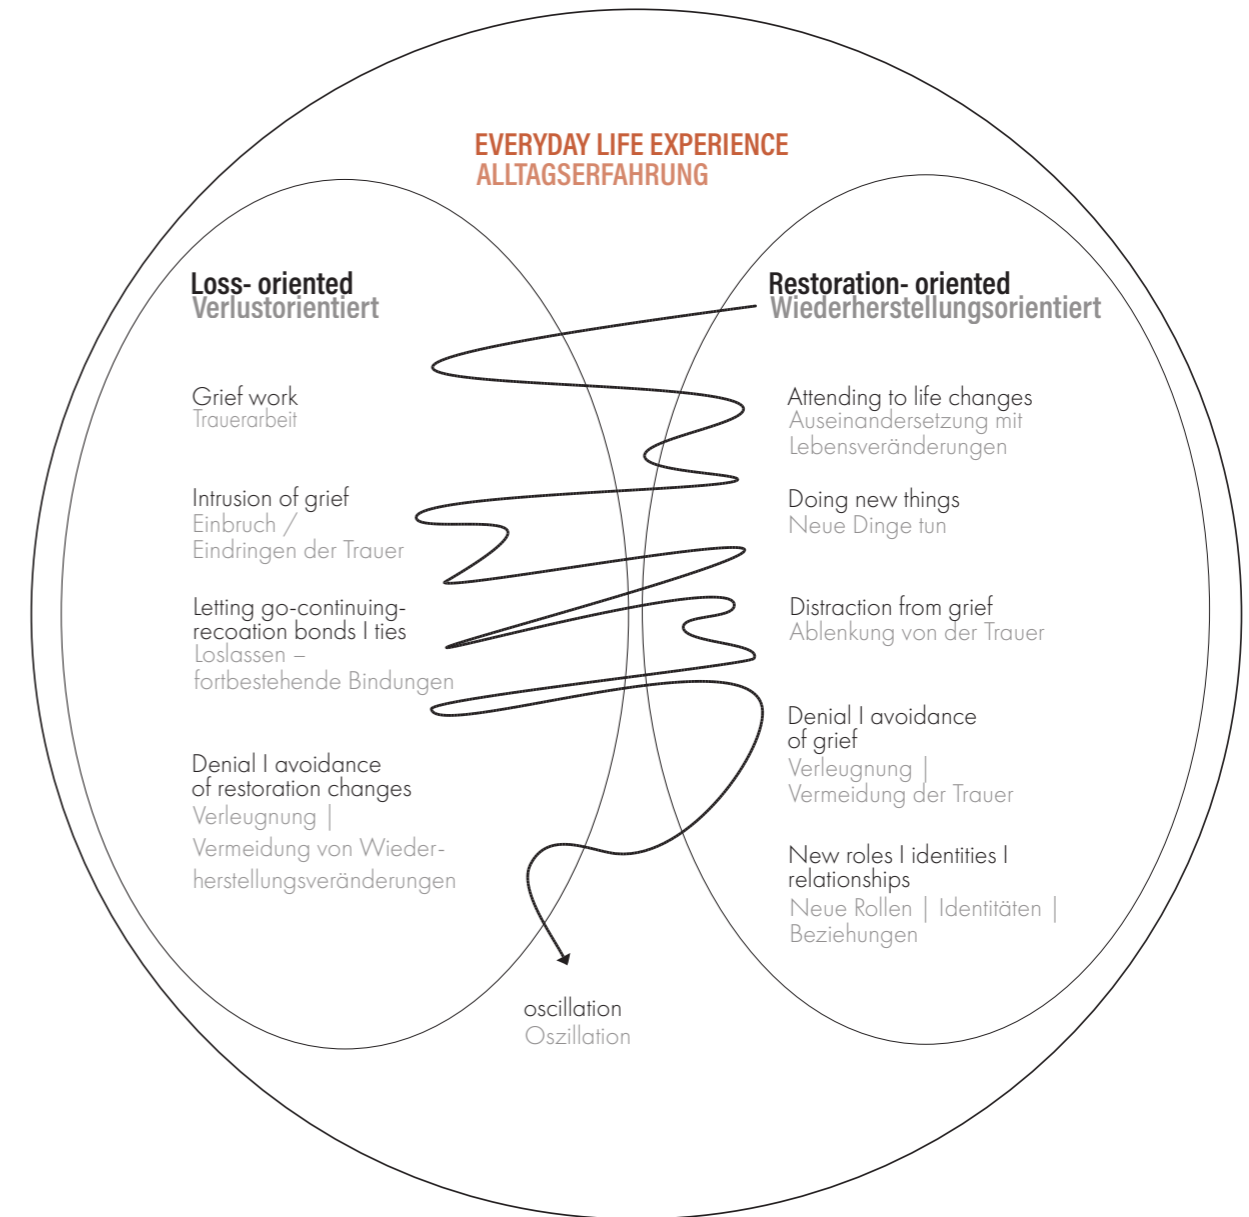 EVERYDAY LIFE EXPERIENCE
ALLTAGSERFAHRUNG
Loss- oriented
Verlustorientiert
Grief work
Trauerarbeit
Intrusion of grief
Einbruch /
Eindringen der Trauer
Letting go-continuing-
recoation bonds I ties
Loslassen –
fortbestehende Bindungen
Denial I avoidance
of restoration changes
Verleugnung |
Vermeidung von Wieder-
herstellungsveränderungen
Restoration- oriented
Wiederherstellungsorientiert
Attending to life changes
Auseinandersetzung mit
Lebensveränderungen
Doing new things
Neue Dinge tun
Distraction from grief
Ablenkung von der Trauer
Denial I avoidance
of grief
Verleugnung |
Vermeidung der Trauer
New roles I identities I
relationships
Neue Rollen | Identitäten |
Beziehungen
oscillation
Oszillation